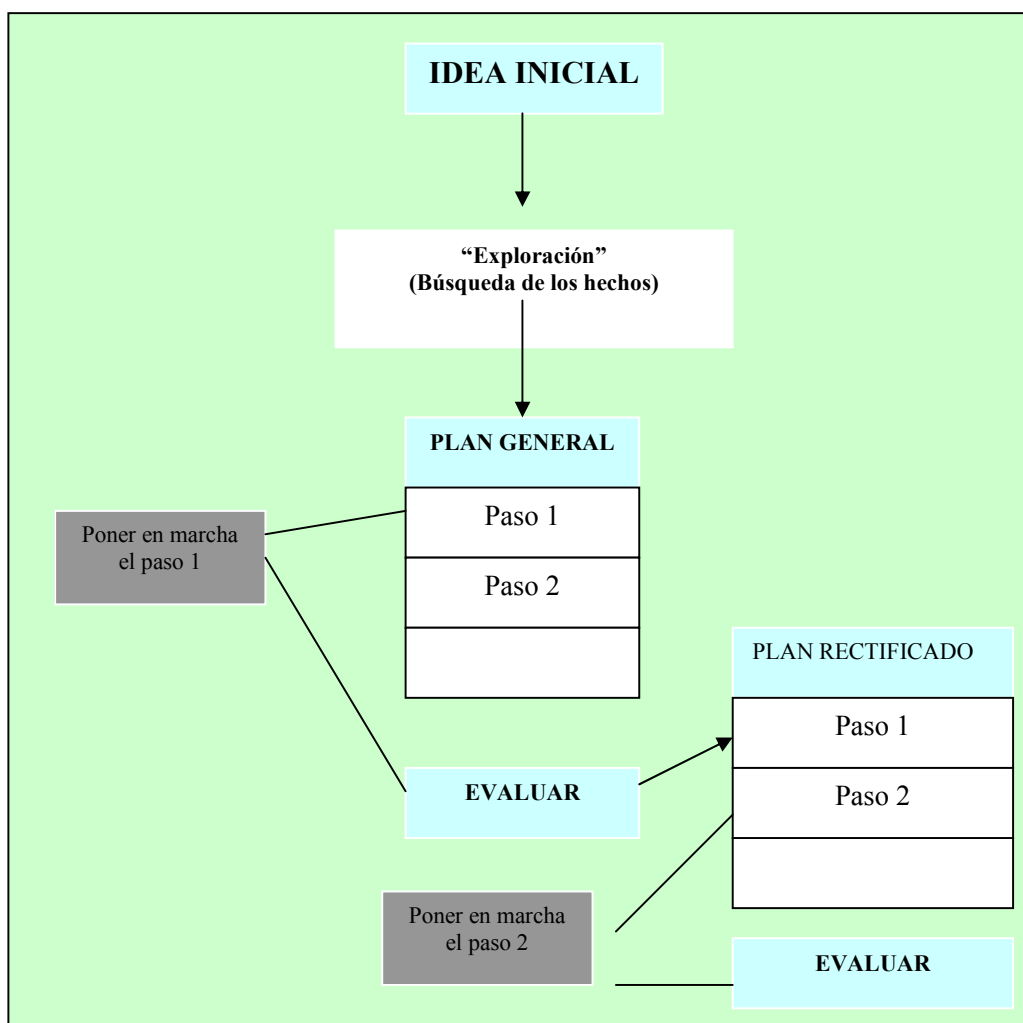 IDEA INICIAL
“Exploración”
(Búsqueda de los hechos)
PLAN GENERAL
Paso 1
Paso 2
Poner en marcha
el paso 1
PLAN RECTIFICADO
Paso 1
Paso 2
EVALUAR
Poner en marcha
el paso 2
EVALUAR